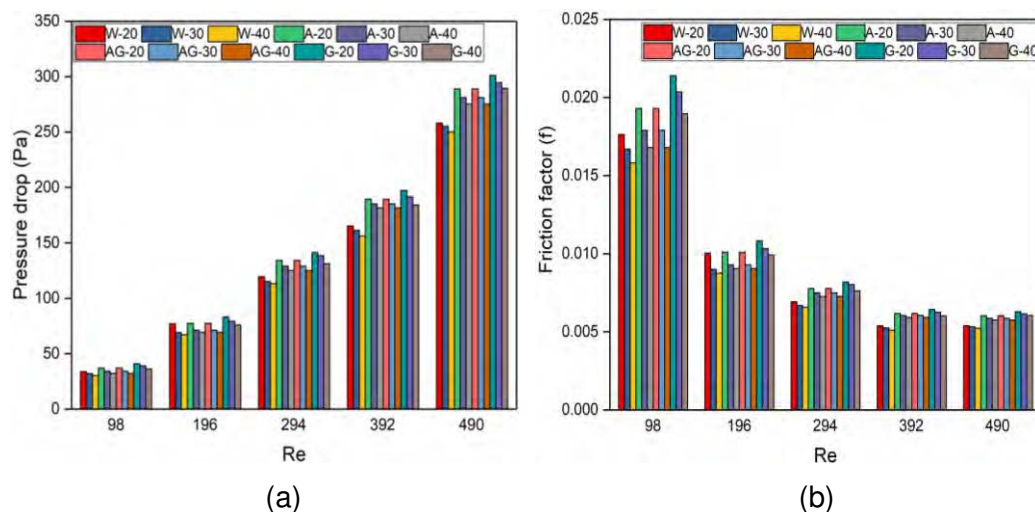 W-20 W-30 W-40 A-20 A-30 A-40
AG-20 AG-30 AG-40 G-20 G-30 G-40
350
300
250
200
150
100
50
0
Pressure drop (Pa)
98 196 294 392 490
Re
(a)
W-20 W-30 W-40 A-20 A-30 A-40
AG-20 AG-30 AG-40 G-20 G-30 G-40
0.025
0.020
0.015
0.010
0.005
0.000
Friction factor (f)
98 196 294 392 490
Re
(b)